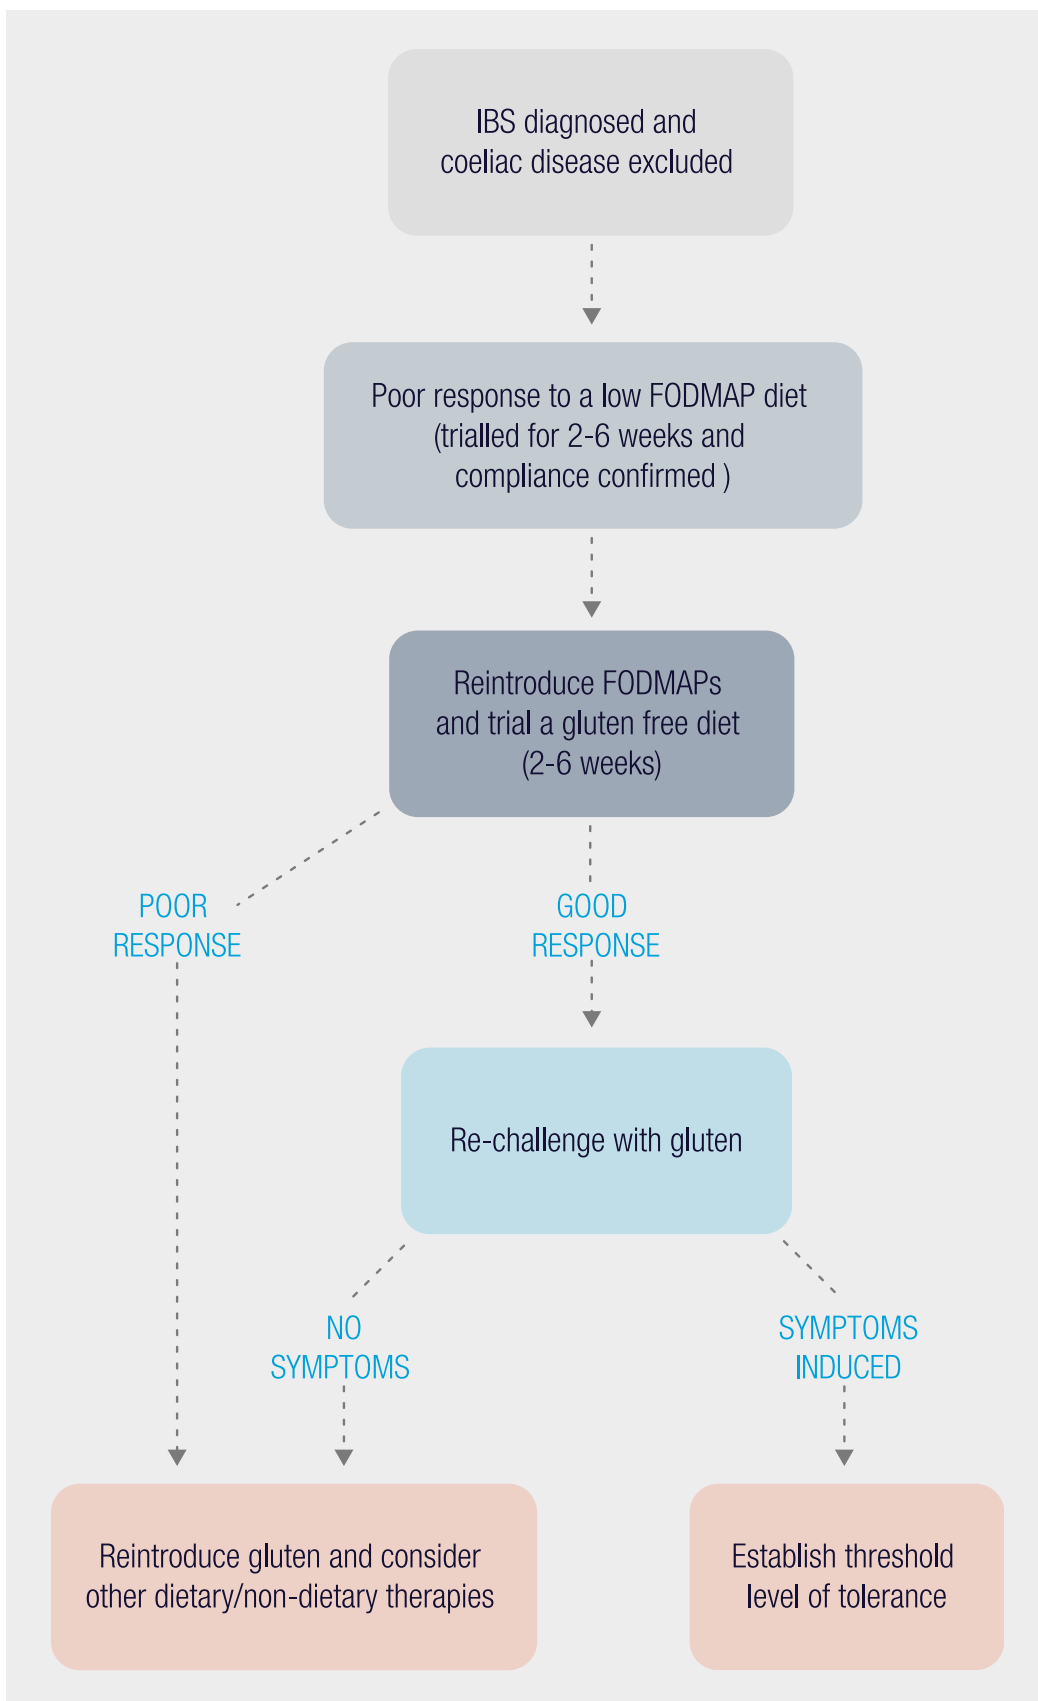 IBS diagnosed and
coeliac disease excluded
Poor response to a low FODMAP diet
(trialled for 2-6 weeks and
compliance confirmed )
Reintroduce FODMAPs
and trial a gluten free diet
(2-6 weeks)
POOR
RESPONSE
GOOD
RESPONSE
Re-challenge with gluten
NO
SYMPTOMS
SYMPTOMS
INDUCED
Reintroduce gluten and consider
other dietary/non-dietary therapies
Establish threshold
level of tolerance